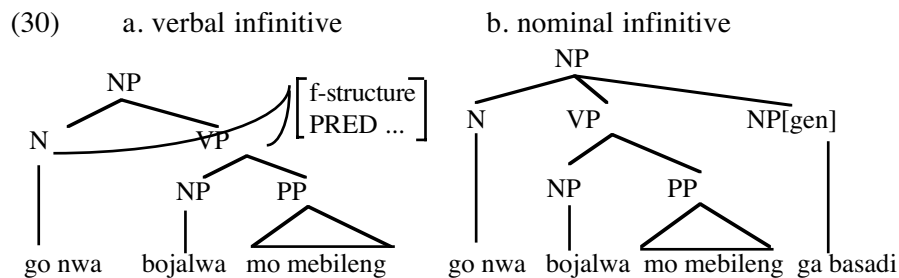 (30) a. verbal infinitive b. nominal infinitive
NP NP
f-structure
PRED ...
N VP N VP NP[gen]
NP PP NP PP
go nwa bojalwa mo mebileng go nwa bojalwa mo mebileng ga basadi